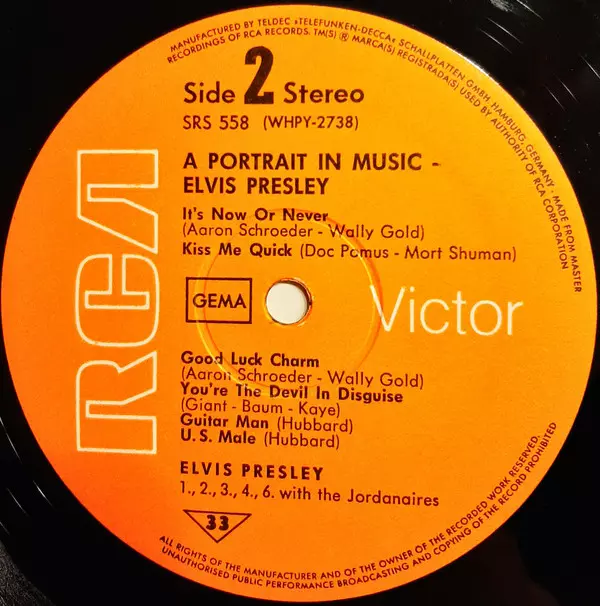 MANUFACTURED BY TELDEC »TELEFUNKEN-DECCA« SCHALLPLATTEN GMBH, HAMBURG, GERMANY - MADE FROM MASTER
RECORDINGS OF RCA RECORDS. TM(S) ® MARCA(S) REGISTRADA(S) USED BY AUTHORITY OF RCA CORPORATION
Side 2 Stereo
SRS 558 (WHPY-2738)
A PORTRAIT IN MUSIC -
ELVIS PRESLEY
It's Now Or Never
(Aaron Schroeder - Wally Gold)
Kiss Me Quick (Doc Pomus - Mort Shuman)
RCA
GEMA
Victor
Good Luck Charm
(Aaron Schroeder - Wally Gold)
You're The Devil In Disguise
(Giant - Baum - Kaye)
Guitar Man (Hubbard)
U.S. Male (Hubbard)
ELVIS PRESLEY
1., 2., 3., 4., 6. with the Jordanaires
33
ALL RIGHTS OF THE MANUFACTURER AND OF THE OWNER OF THE RECORDED WORK RESERVED.
UNAUTHORISED PUBLIC PERFORMANCE BROADCASTING AND COPYING OF THE RECORD PROHIBITED